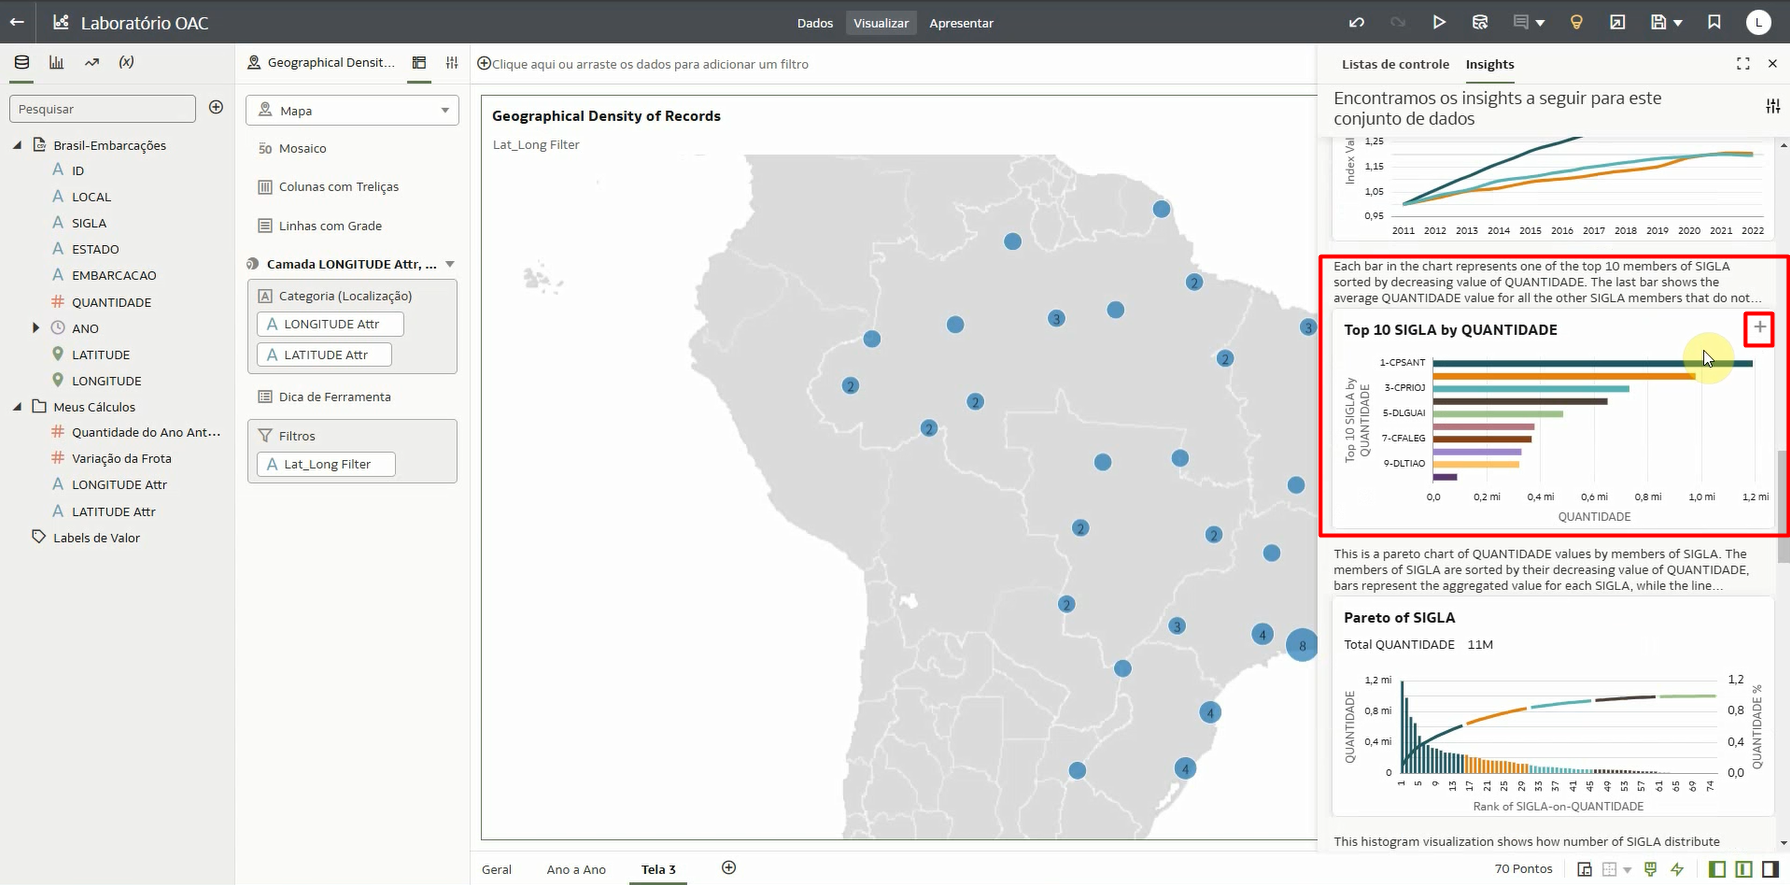 Laboratório OAC
Dados
Visualizar
Apresentar
L
Pesquisar
Brasil-Embarcações
A ID
A LOCAL
A SIGLA
A ESTADO
A EMBARCACAO
# QUANTIDADE
ANO
LATITUDE
LONGITUDE
Meus Cálculos
# Quantidade do Ano Ant...
# Variação da Frota
A LONGITUDE Attr
A LATITUDE Attr
Labels de Valor
Geographical Densit...
Mapa
50 Mosaico
Colunas com Treliças
Linhas com Grade
Camada LONGITUDE Attr, ...
A Categoria (Localização)
A LONGITUDE Attr
A LATITUDE Attr
Dica de Ferramenta
Filtros
A Lat_Long Filter
Clique aqui ou arraste os dados para adicionar um filtro
Geographical Density of Records
Lat_Long Filter
2
3
3
2
2
2
2
2
2
2
3
4
8
4
4
Geral
Ano a Ano
Tela 3
70 Pontos
Listas de controle
Insights
Encontramos os insights a seguir para este
conjunto de dados
Index Val
1,25
1,15
1,05
0,95
2011 2012 2013 2014 2015 2016 2017 2018 2019 2020 2021 2022
Each bar in the chart represents one of the top 10 members of SIGLA
sorted by decreasing value of QUANTIDADE. The last bar shows the
average QUANTIDADE value for all the other SIGLA members that do not...
Top 10 SIGLA by QUANTIDADE
Top 10 SIGLA by
QUANTIDADE
1-CPSANT
3-CPRIOJ
5-DLGUAI
7-CFALEG
9-DLTIAO
0,0 0,2 mi 0,4 mi 0,6 mi 0,8 mi 1,0 mi 1,2 mi
QUANTIDADE
This is a pareto chart of QUANTIDADE values by members of SIGLA. The
members of SIGLA are sorted by their decreasing value of QUANTIDADE,
bars represent the aggregated value for each SIGLA, while the line...
Pareto of SIGLA
Total QUANTIDADE 11M
QUANTIDADE
1,2 mi
0,8 mi
0,4 mi
0
1,2
0,8
0,4
0,0
QUANTIDADE %
1 5 9 13 17 21 25 29 33 37 41 45 49 53 57 61 65 69 74
Rank of SIGLA-on-QUANTIDADE
This histogram visualization shows how number of SIGLA distribute
(x)